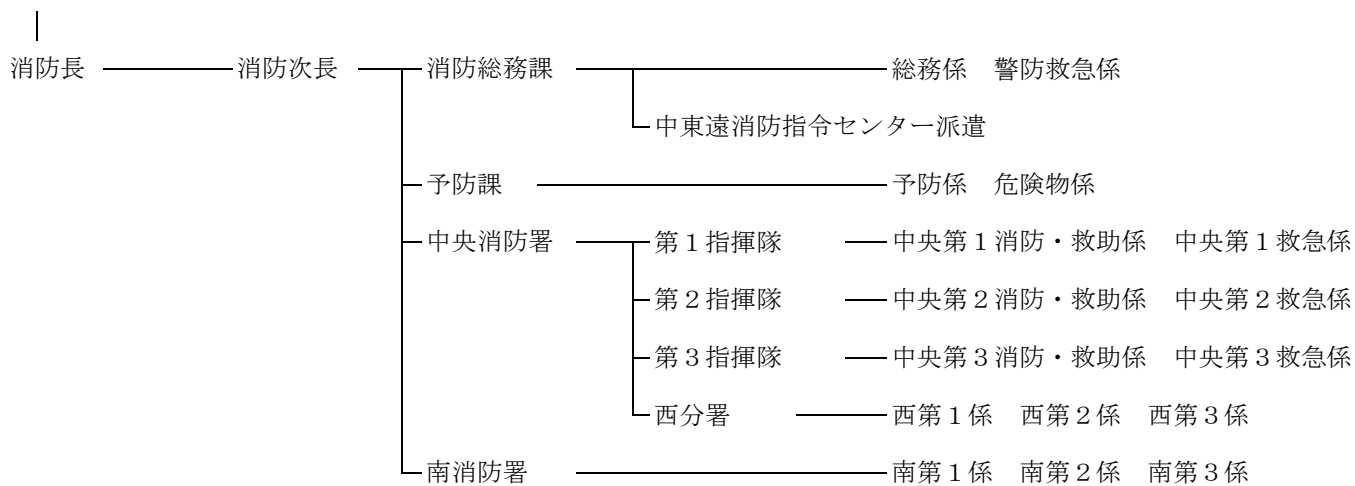 消防長 消防次長 消防総務課 総務係 警防救急係
中東遠消防指令センター派遣
予防課 予防係 危険物係
中央消防署 第1指揮隊 中央第1消防・救助係 中央第1救急係
第2指揮隊 中央第2消防・救助係 中央第2救急係
第3指揮隊 中央第3消防・救助係 中央第3救急係
西分署 西第1係 西第2係 西第3係
南消防署 南第1係 南第2係 南第3係